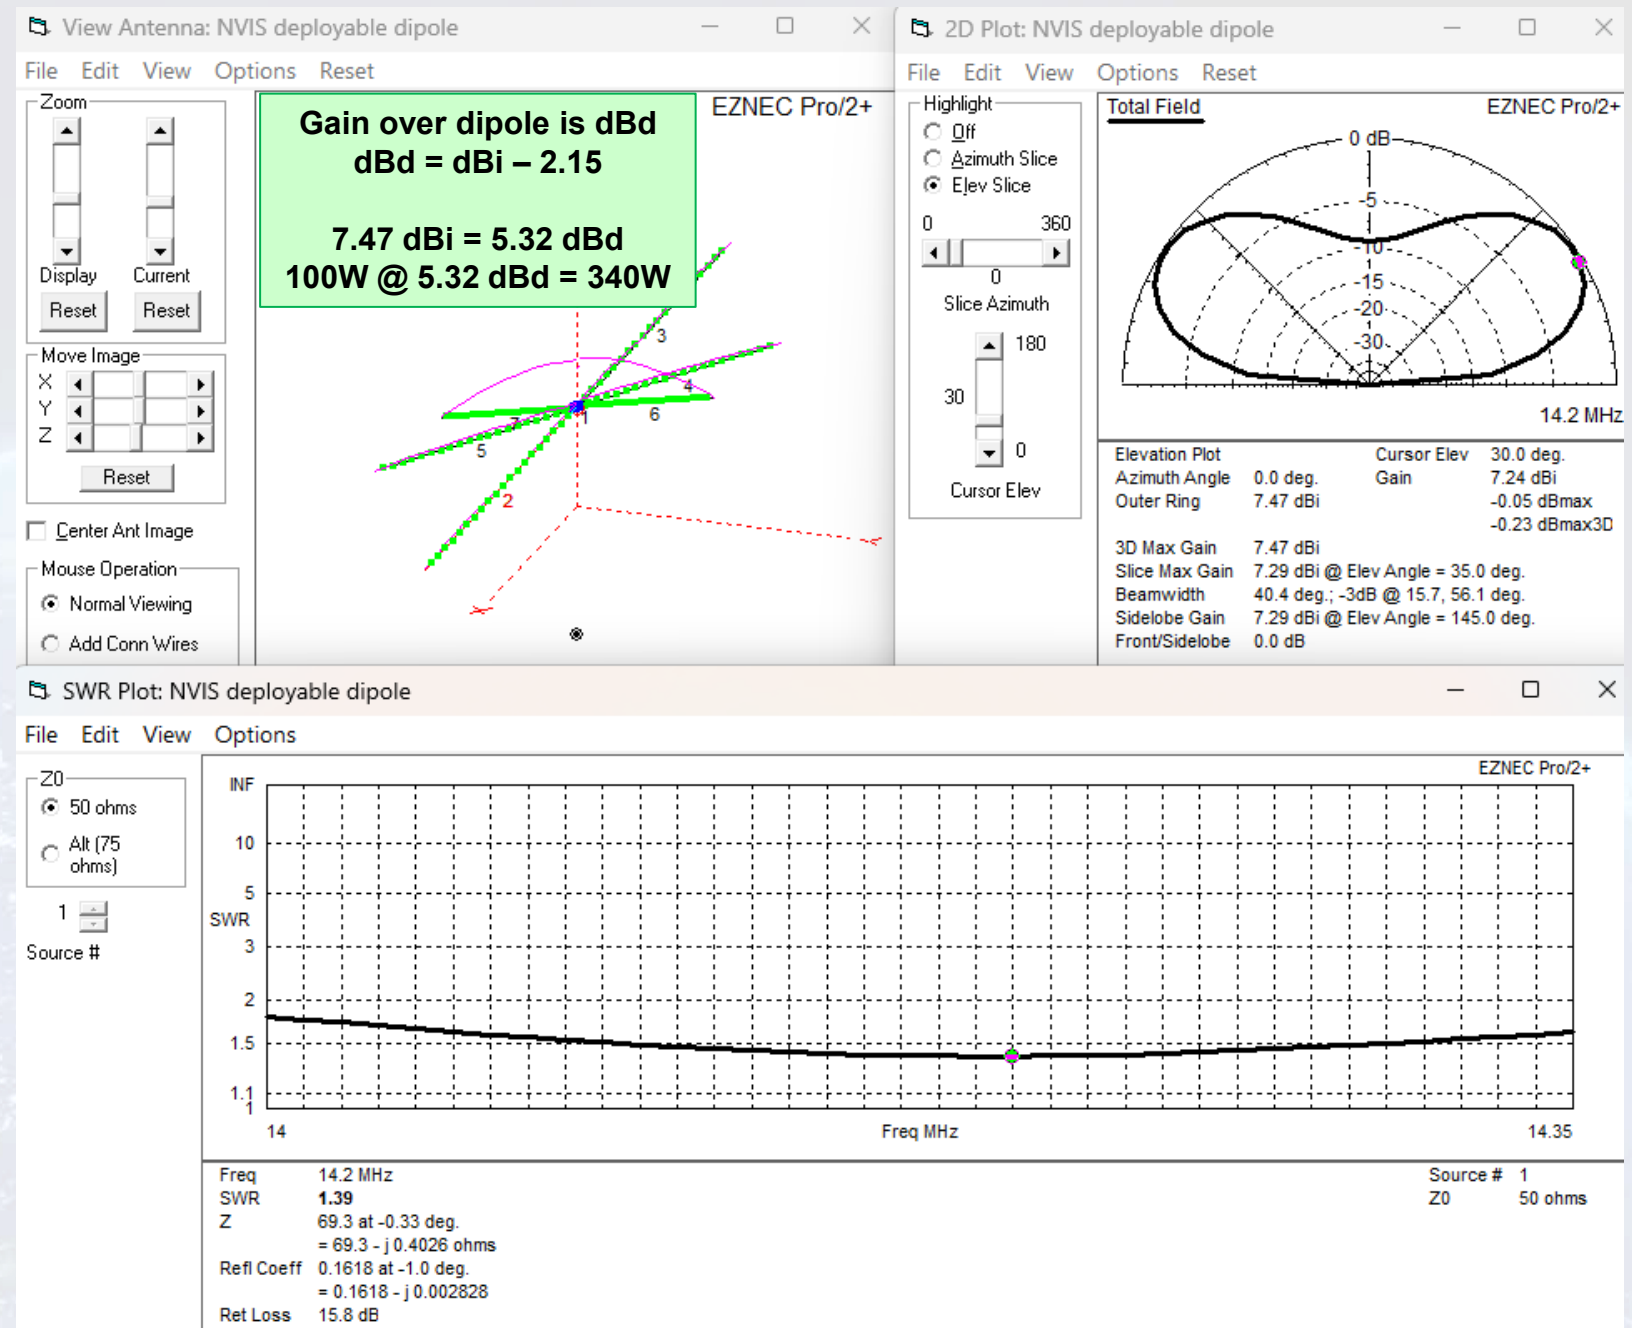 View Antenna: NVIS deployable dipole
File Edit View Options Reset
Zoom
Display Current
Reset Reset
Move Image
X
Y
Z
Reset
Center Ant Image
Mouse Operation
Normal Viewing
Add Conn Wires
Gain over dipole is dBd
dBd = dBi – 2.15
7.47 dBi = 5.32 dBd
100W @ 5.32 dBd = 340W
EZNEC Pro/2+
3
4
1
6
7
5
2
2D Plot: NVIS deployable dipole
File Edit View Options Reset
Highlight
Off
Azimuth Slice
Elev Slice
0 360
0
Slice Azimuth
180
30
0
Cursor Elev
Total Field EZNEC Pro/2+
0 dB
-5
-10
-15
-20
-30
14.2 MHz
Elevation Plot Cursor Elev 30.0 deg.
Azimuth Angle 0.0 deg. Gain 7.24 dBi
Outer Ring 7.47 dBi -0.05 dBmax
-0.23 dBmax3D
3D Max Gain 7.47 dBi
Slice Max Gain 7.29 dBi @ Elev Angle = 35.0 deg.
Beamwidth 40.4 deg.; -3dB @ 15.7, 56.1 deg.
Sidelobe Gain 7.29 dBi @ Elev Angle = 145.0 deg.
Front/Sidelobe 0.0 dB
SWR Plot: NVIS deployable dipole
File Edit View Options
Z0
50 ohms
Alt (75
ohms)
1
Source #
EZNEC Pro/2+
INF
10
5
SWR
3
2
1.5
1.1
1
14 Freq MHz 14.35
Freq 14.2 MHz Source # 1
SWR 1.39 Z0 50 ohms
Z 69.3 at -0.33 deg.
= 69.3 - j 0.4026 ohms
Refl Coeff 0.1618 at -1.0 deg.
= 0.1618 - j 0.002828
Ret Loss 15.8 dB